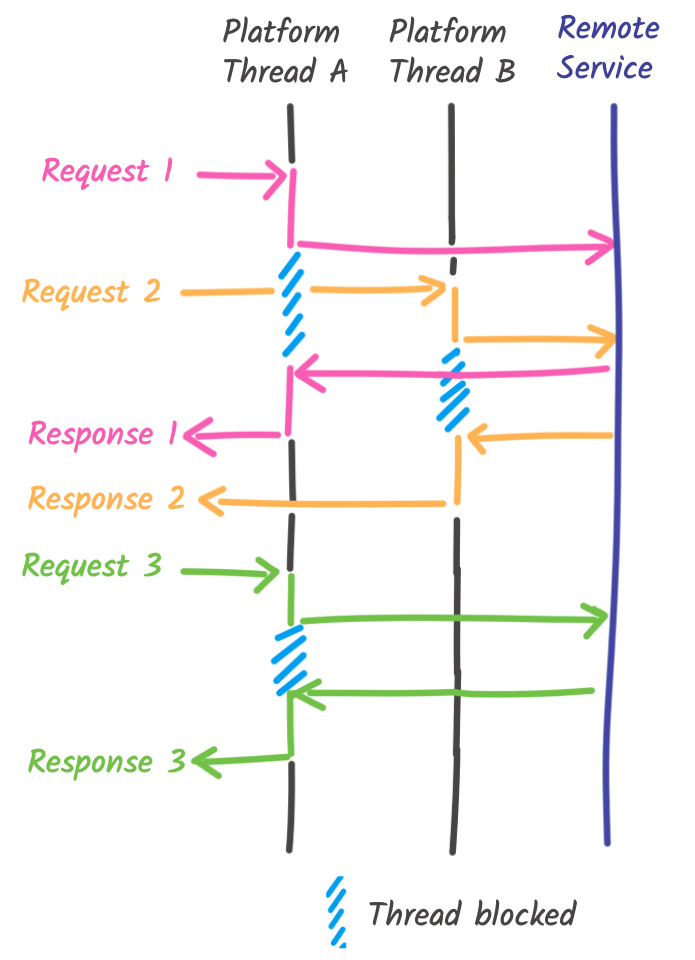 Platform
Thread A
Platform
Thread B
Remote
Service
Request 1
Request 2
Response 1
Response 2
Request 3
Response 3
Thread blocked